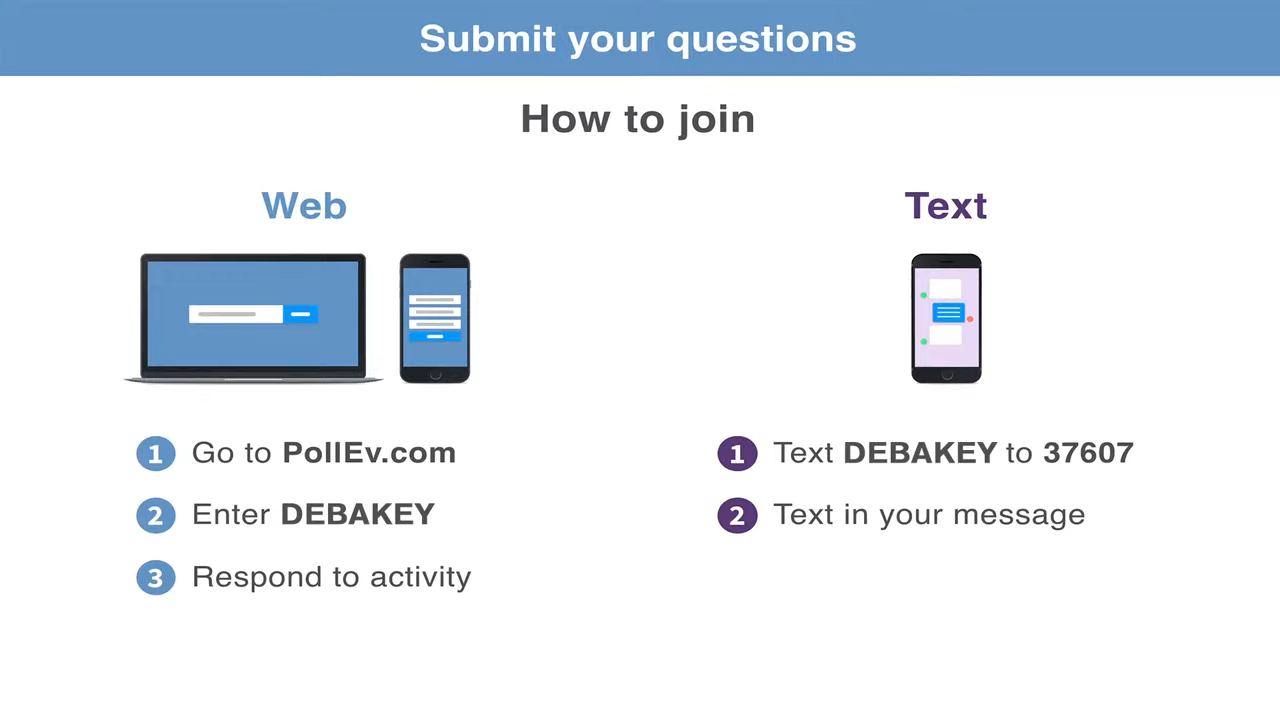 Submit your questions
How to join
Web
1 Go to PollEv.com
2 Enter DEBAKEY
3 Respond to activity
Text
1 Text DEBAKEY to 37607
2 Text in your message